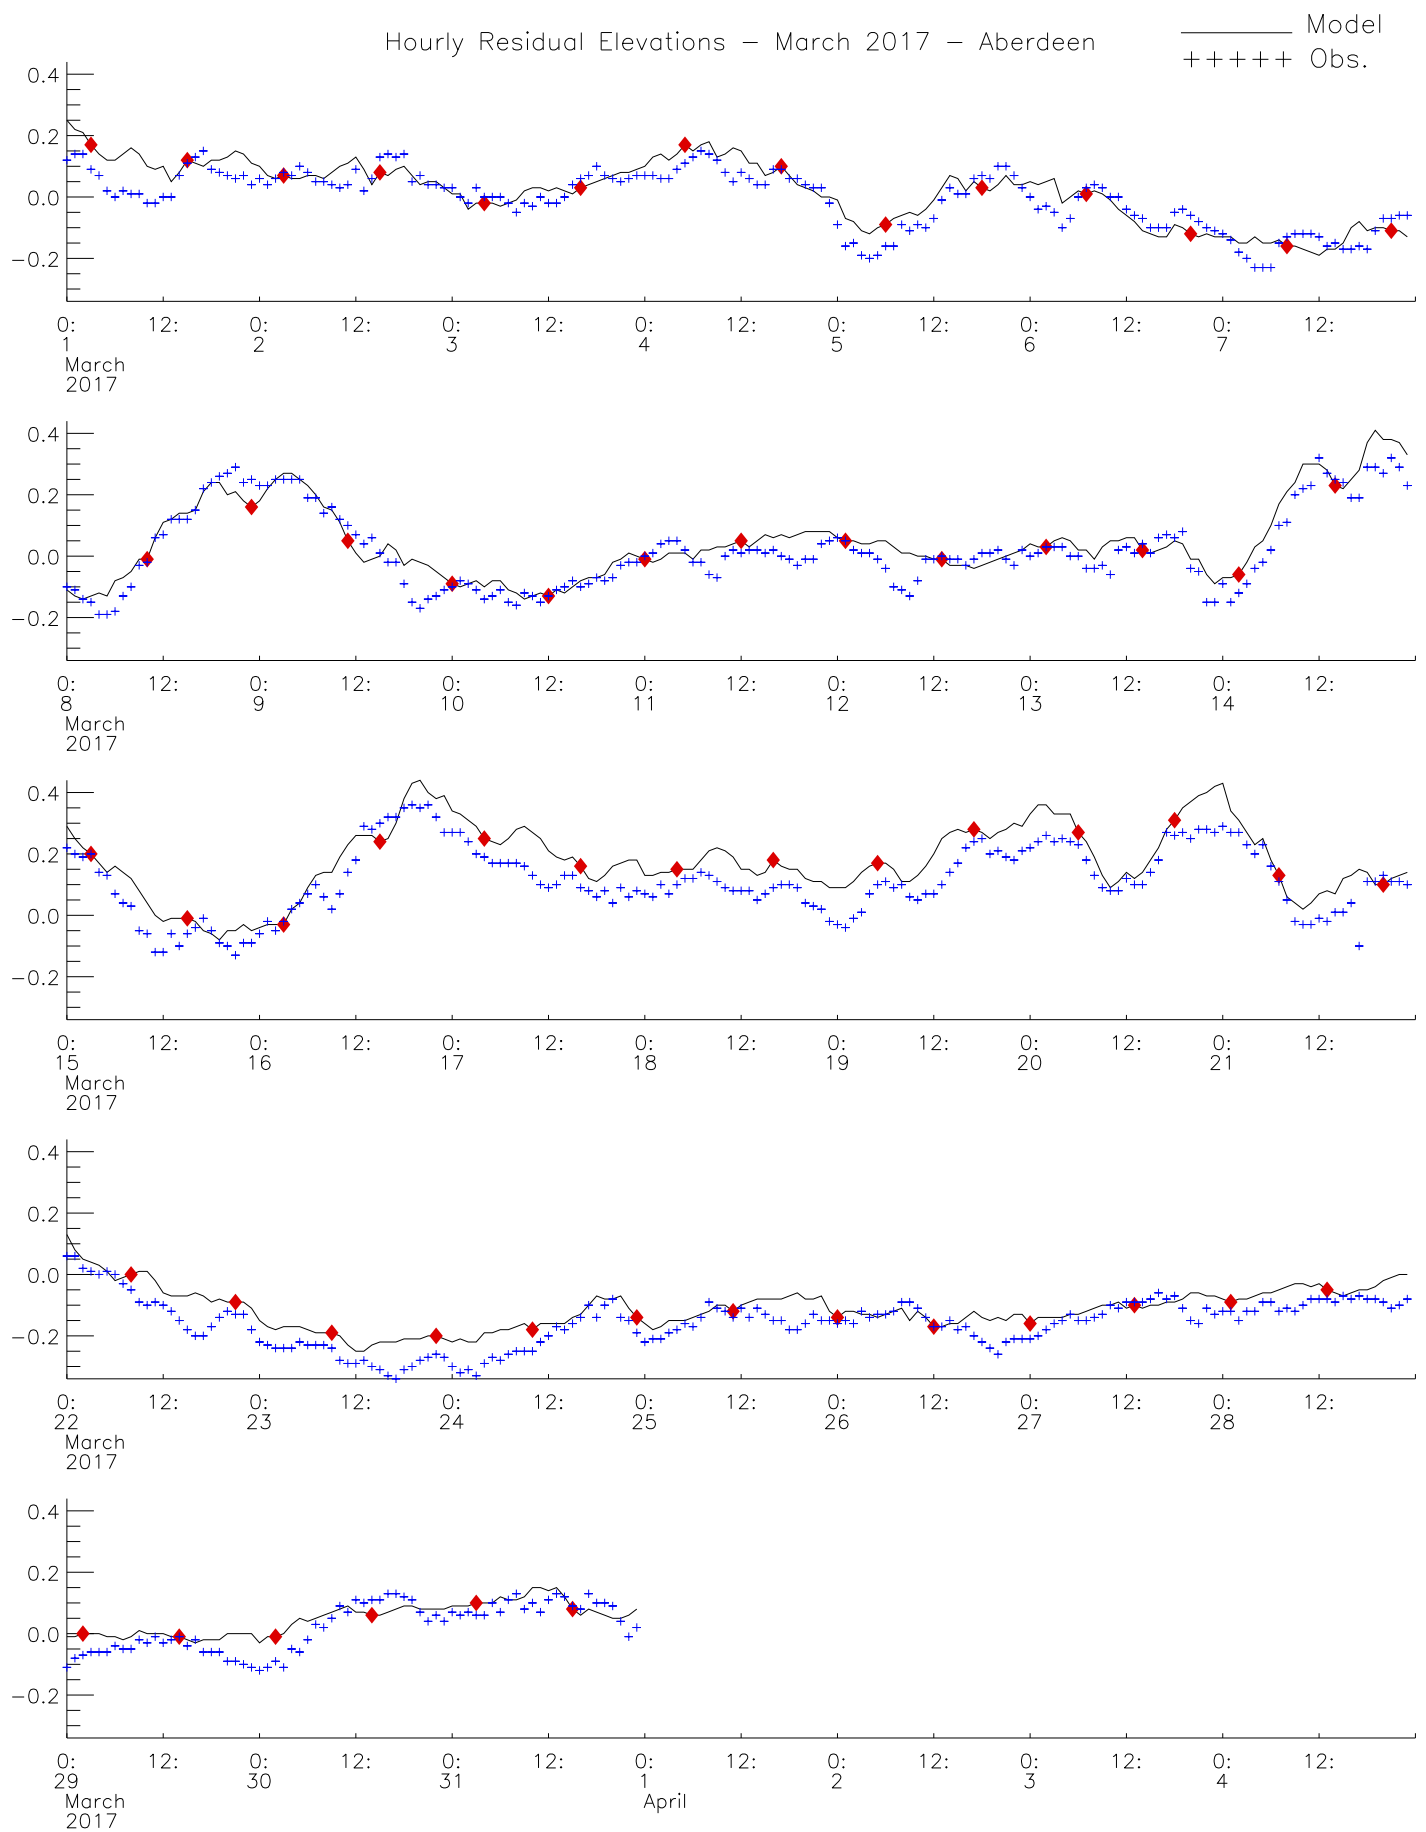 Hourly Residual Elevations – March 2017 – Aberdeen
Model
+++++ Obs.
0.4
0.2
0.0
−0.2
0: 12: 0: 12: 0: 12: 0: 12: 0: 12: 0: 12: 0: 12:
1 2 3 4 5 6 7
March
2017
0.4
0.2
0.0
−0.2
0: 12: 0: 12: 0: 12: 0: 12: 0: 12: 0: 12: 0: 12:
8 9 10 11 12 13 14
March
2017
0.4
0.2
0.0
−0.2
0: 12: 0: 12: 0: 12: 0: 12: 0: 12: 0: 12: 0: 12:
15 16 17 18 19 20 21
March
2017
0.4
0.2
0.0
−0.2
0: 12: 0: 12: 0: 12: 0: 12: 0: 12: 0: 12: 0: 12:
22 23 24 25 26 27 28
March
2017
0.4
0.2
0.0
−0.2
0: 12: 0: 12: 0: 12: 0: 12: 0: 12: 0: 12: 0: 12:
29 30 31 1 2 3 4
March April
2017